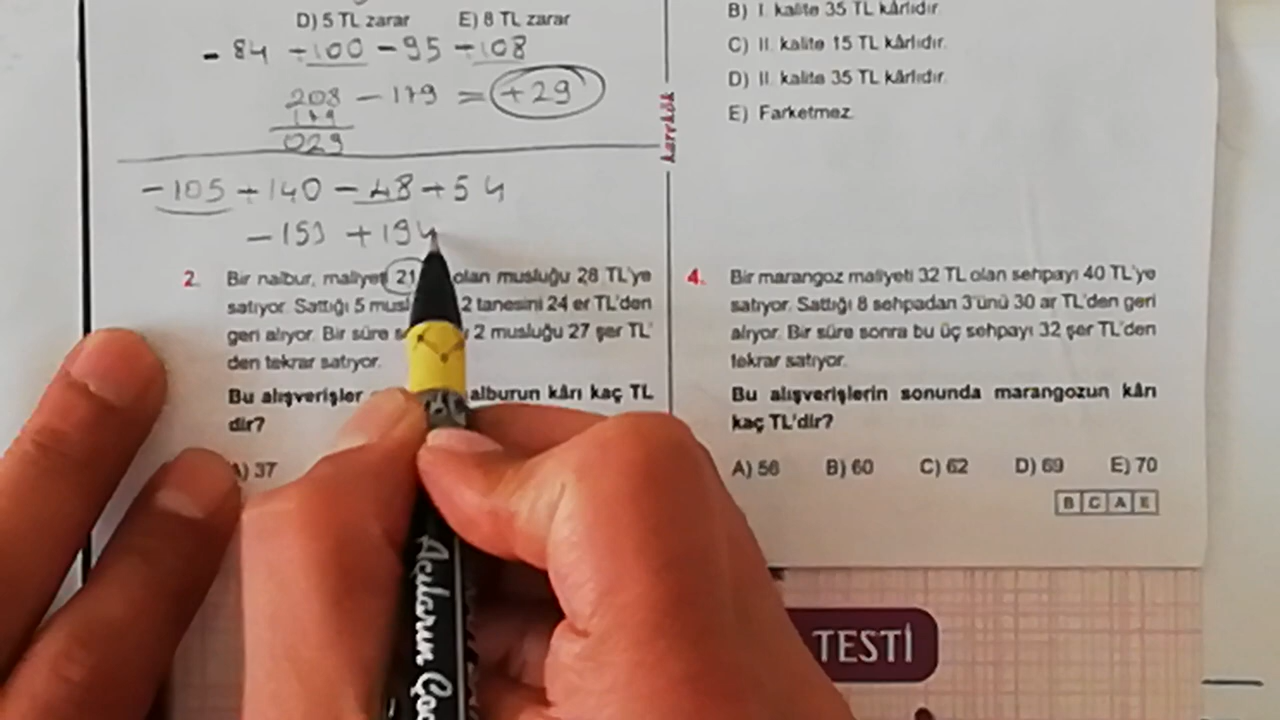 D) 5 TL zarar E) 8 TL zarar
- 84 + 100 - 95 + 108
208 - 179 = +29
179
029
-105 + 140 - 48 + 54
-153 + 194
2. Bir nalbur, maliyeti 21 olan musluğu 28 TL'ye
satıyor. Sattığı 5 musl 2 tanesini 24 er TL'den
geri alıyor. Bir süre 2 musluğu 27 şer TL'
den tekrar satıyor.
Bu alışverişler alburun kârı kaç TL
dir?
A) 37
B) I. kalite 35 TL kârlıdır.
C) II. kalite 15 TL kârlıdır.
D) II. kalite 35 TL kârlıdır.
E) Farketmez.
karekök
4. Bir marangoz maliyeti 32 TL olan sehpayı 40 TL'ye
satıyor. Sattığı 8 sehpadan 3'ünü 30 ar TL'den geri
alıyor. Bir süre sonra bu üç sehpayı 32 şer TL'den
tekrar satıyor.
Bu alışverişlerin sonunda marangozun kârı
kaç TL'dir?
A) 56 B) 60 C) 62 D) 69 E) 70
B C A E
TESTİ
Acıların Çoc